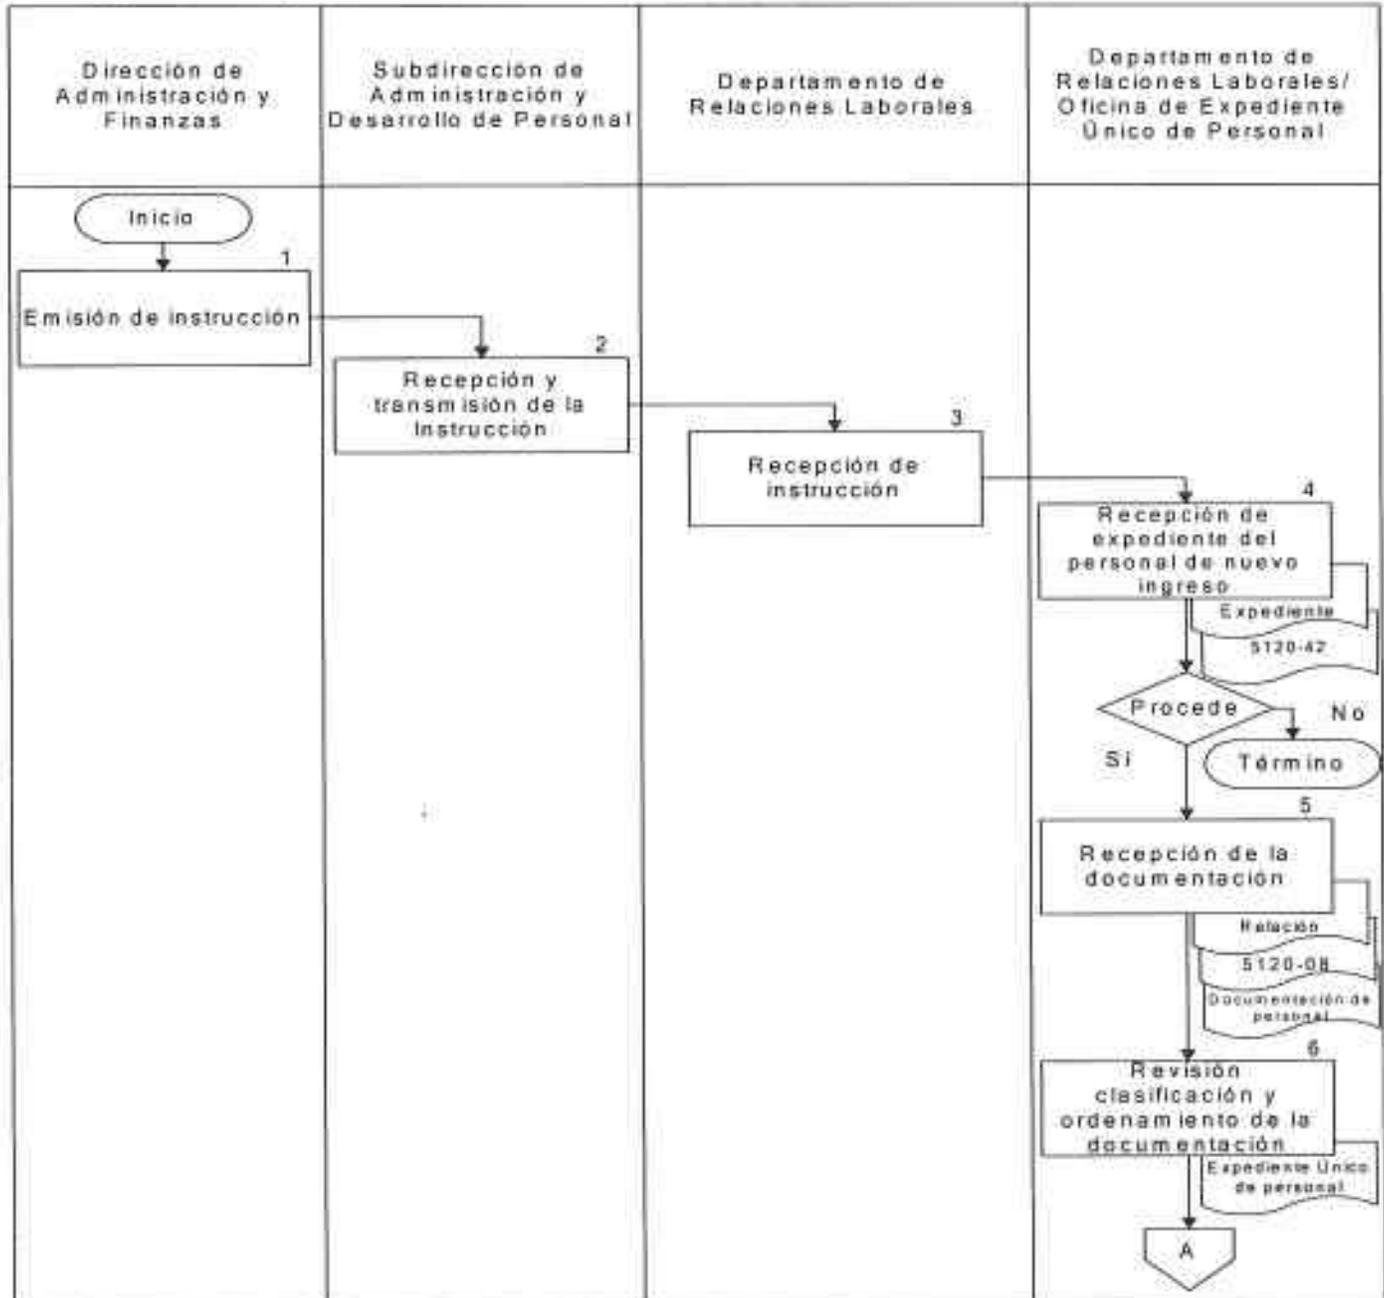 Dirección de
Administración y
Finanzas
Subdirección de
Administración y
Desarrollo de Personal
Departamento de
Relaciones Laborales
Departamento de
Relaciones Laborales/
Oficina de Expediente
Único de Personal
Inicio
1
Emisión de instrucción
2
Recepción y
transmisión de la
Instrucción
3
Recepción de
instrucción
4
Recepción de
expediente del
personal de nuevo
ingreso
Expediente
5120-42
Procede
No
Si
Término
5
Recepción de la
documentación
Relación
5120-08
Documentación de
personal
6
Revisión
clasificación y
ordenamiento de la
documentación
Expediente Único
de personal
A